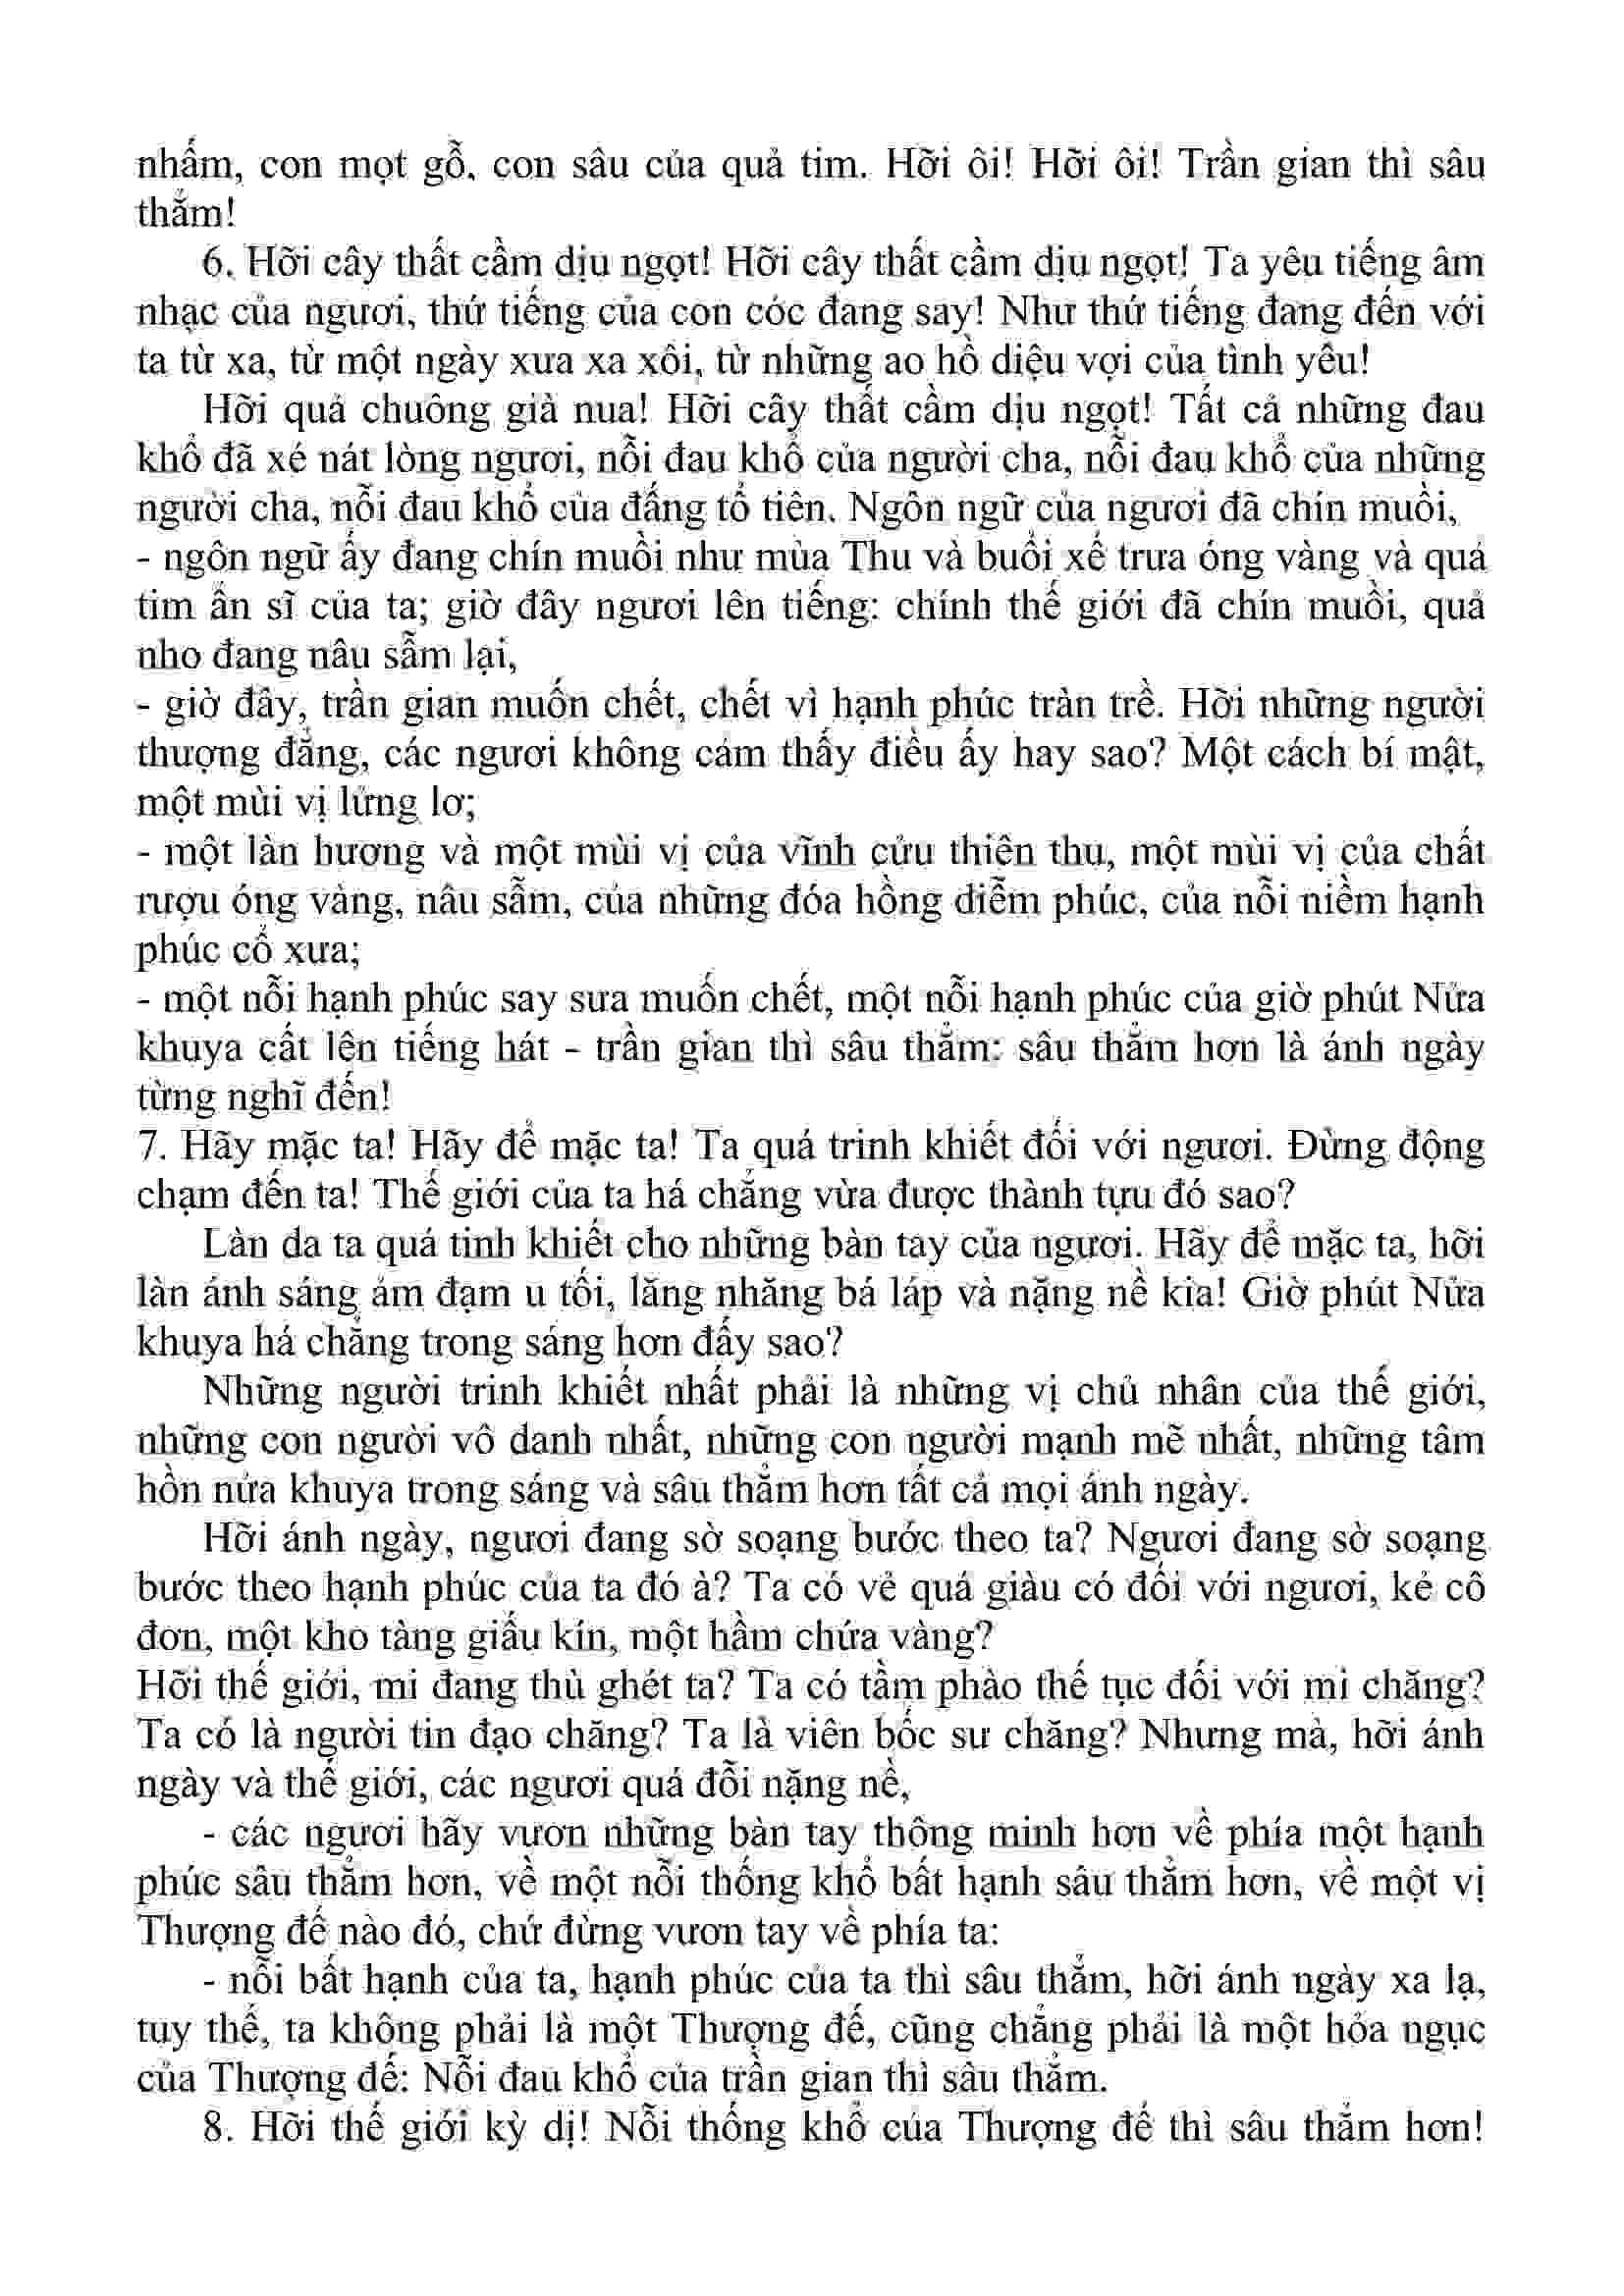 nhấm, con mọt gỗ, con sâu của quả tim. Hỡi ôi! Hỡi ôi! Trần gian thì sâu
thẳm!
6. Hỡi cây thất cầm dịu ngọt! Hỡi cây thất cầm dịu ngọt! Ta yêu tiếng âm
nhạc của ngươi, thứ tiếng của con cóc đang say! Như thứ tiếng đang đến với
ta từ xa, từ một ngày xưa xa xôi, từ những ao hồ diệu vợi của tình yêu!
Hỡi quả chuông già nua! Hỡi cây thất cầm dịu ngọt! Tất cả những đau
khổ đã xé nát lòng ngươi, nỗi đau khổ của người cha, nỗi đau khổ của những
người cha, nỗi đau khổ của đấng tổ tiên. Ngôn ngữ của ngươi đã chín muồi,
- ngôn ngữ ấy đang chín muồi như mùa Thu và buổi xế trưa óng vàng và quả
tim ẩn sĩ của ta; giờ đây ngươi lên tiếng: chính thế giới đã chín muồi, quả
nho đang nâu sẫm lại,
- giờ đây, trần gian muốn chết, chết vì hạnh phúc tràn trề. Hỡi những người
thượng đẳng, các ngươi không cảm thấy điều ấy hay sao? Một cách bí mật,
một mùi vị lửng lơ;
- một làn hương và một mùi vị của vĩnh cửu thiên thu, một mùi vị của chất
rượu óng vàng, nâu sẫm, của những đóa hồng diễm phúc, của nỗi niềm hạnh
phúc cổ xưa;
- một nỗi hạnh phúc say sưa muốn chết, một nỗi hạnh phúc của giờ phút Nửa
khuya cất lên tiếng hát - trần gian thì sâu thẳm: sâu thẳm hơn là ánh ngày
từng nghĩ đến!
7. Hãy mặc ta! Hãy để mặc ta! Ta quá trinh khiết đối với ngươi. Đừng động
chạm đến ta! Thế giới của ta há chẳng vừa được thành tựu đó sao?
Làn da ta quá tinh khiết cho những bàn tay của ngươi. Hãy để mặc ta, hỡi
làn ánh sáng ảm đạm u tối, lăng nhăng bá láp và nặng nề kia! Giờ phút Nửa
khuya há chẳng trong sáng hơn đấy sao?
Những người trinh khiết nhất phải là những vị chủ nhân của thế giới,
những con người vô danh nhất, những con người mạnh mẽ nhất, những tâm
hồn nửa khuya trong sáng và sâu thẳm hơn tất cả mọi ánh ngày.
Hỡi ánh ngày, ngươi đang sờ soạng bước theo ta? Ngươi đang sờ soạng
bước theo hạnh phúc của ta đó à? Ta có vẻ quá giàu có đối với ngươi, kẻ cô
đơn, một kho tàng giấu kín, một hầm chứa vàng?
Hỡi thế giới, mi đang thù ghét ta? Ta có tầm phào thế tục đối với mi chăng?
Ta có là người tin đạo chăng? Ta là viên bốc sư chăng? Nhưng mà, hỡi ánh
ngày và thế giới, các ngươi quá đỗi nặng nề,
- các ngươi hãy vươn những bàn tay thông minh hơn về phía một hạnh
phúc sâu thẳm hơn, về một nỗi thống khổ bất hạnh sâu thẳm hơn, về một vị
Thượng đế nào đó, chứ đừng vươn tay về phía ta:
- nỗi bất hạnh của ta, hạnh phúc của ta thì sâu thẳm, hỡi ánh ngày xa lạ,
tuy thế, ta không phải là một Thượng đế, cũng chẳng phải là một hỏa ngục
của Thượng đế: Nỗi đau khổ của trần gian thì sâu thẳm.
8. Hỡi thế giới kỳ dị! Nỗi thống khổ của Thượng đế thì sâu thẳm hơn!